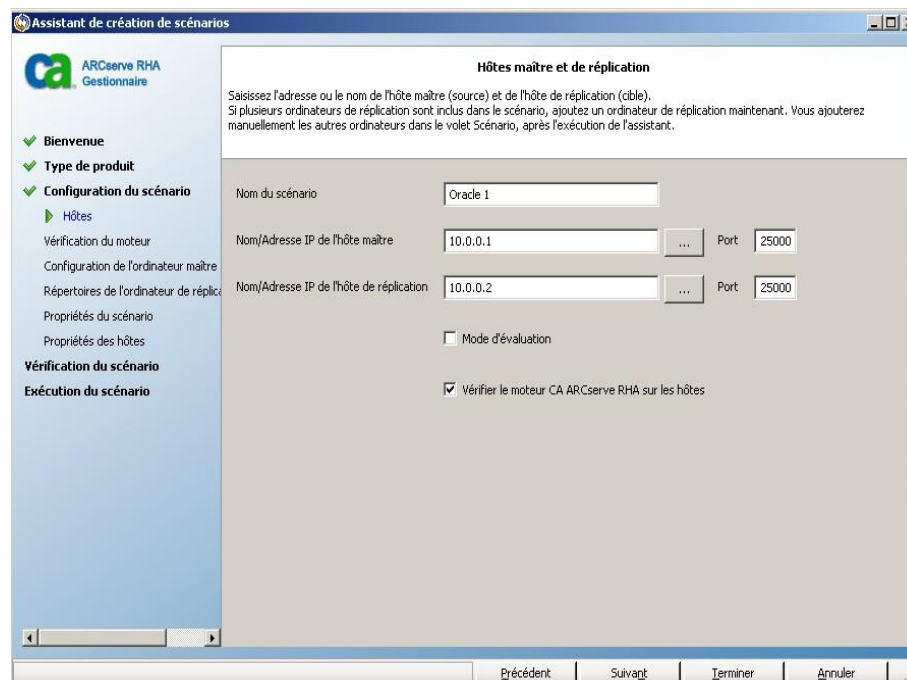 Assistant de création de scénarios
ca
ARCserve RHA
Gestionnaire
Bienvenue
Type de produit
Configuration du scénario
Hôtes
Vérification du moteur
Configuration de l'ordinateur maître
Répertoires de l'ordinateur de réplica
Propriétés du scénario
Propriétés des hôtes
Vérification du scénario
Exécution du scénario
Hôtes maître et de réplication
Saisissez l'adresse ou le nom de l'hôte maître (source) et de l'hôte de réplication (cible).
Si plusieurs ordinateurs de réplication sont inclus dans le scénario, ajoutez un ordinateur de réplication maintenant. Vous ajouterez
manuellement les autres ordinateurs dans le volet Scénario, après l'exécution de l'assistant.
Nom du scénario Oracle 1
Nom/Adresse IP de l'hôte maître 10.0.0.1 ... Port 25000
Nom/Adresse IP de l'hôte de réplication 10.0.0.2 ... Port 25000
Mode d'évaluation
Vérifier le moteur CA ARCserve RHA sur les hôtes
Précédent Suivant Terminer Annuler